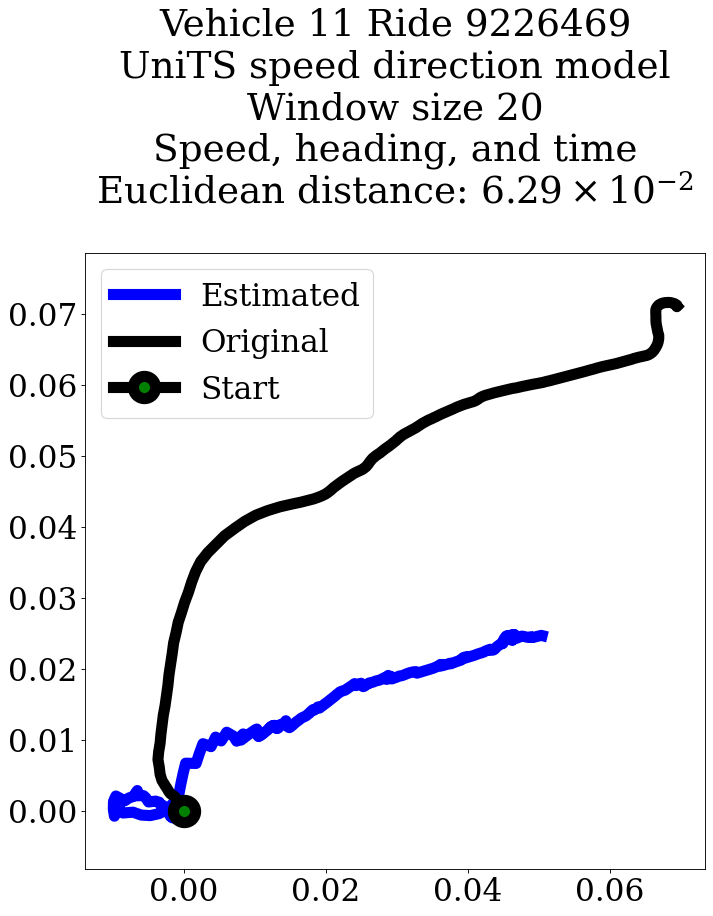 Vehicle 11 Ride 9226469
UniTS speed direction model
Window size 20
Speed, heading, and time
Euclidean distance: 6.29 × 10⁻²
Estimated
Original
Start
0.07
0.06
0.05
0.04
0.03
0.02
0.01
0.00
0.00 0.02 0.04 0.06